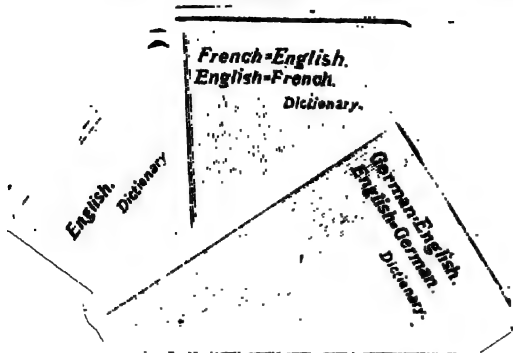 French=English.
English=French.
Dictionary.
English.
Dictionary
German=English.
English=German.
Dictionary.